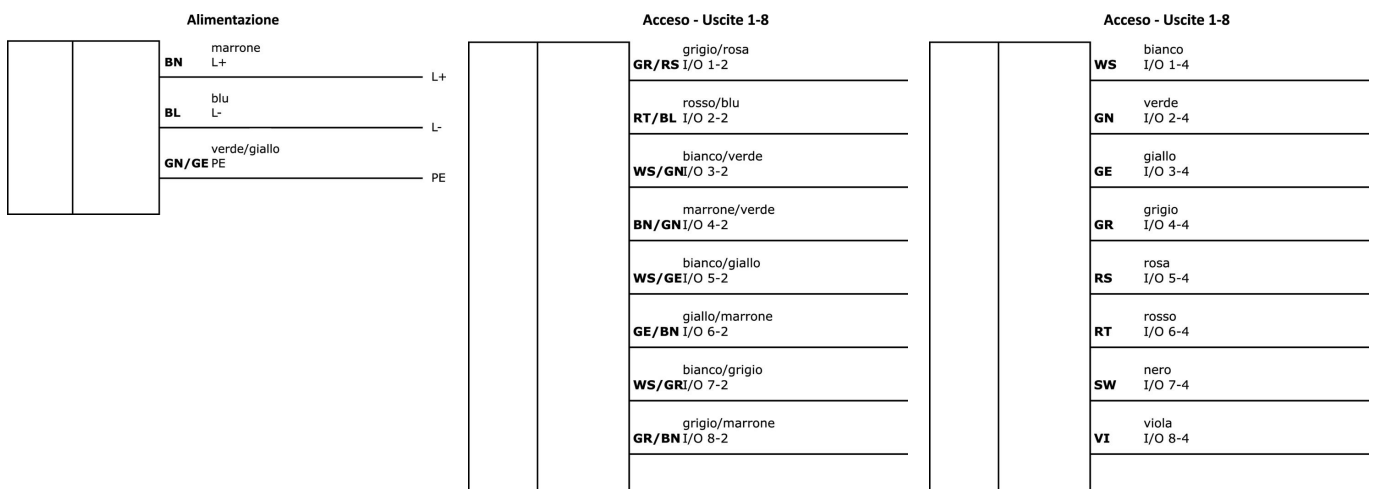 Alimentazione
marrone
BN L+
L+
blu
BL L-
L-
verde/giallo
GN/GE PE
PE
Acceso - Uscite 1-8
grigio/rosa
GR/RS I/O 1-2
rosso/blu
RT/BL I/O 2-2
bianco/verde
WS/GN I/O 3-2
marrone/verde
BN/GN I/O 4-2
bianco/giallo
WS/GE I/O 5-2
giallo/marrone
GE/BN I/O 6-2
bianco/grigio
WS/GR I/O 7-2
grigio/marrone
GR/BN I/O 8-2
Acceso - Uscite 1-8
bianco
WS I/O 1-4
verde
GN I/O 2-4
giallo
GE I/O 3-4
grigio
GR I/O 4-4
rosa
RS I/O 5-4
rosso
RT I/O 6-4
nero
SW I/O 7-4
viola
VI I/O 8-4